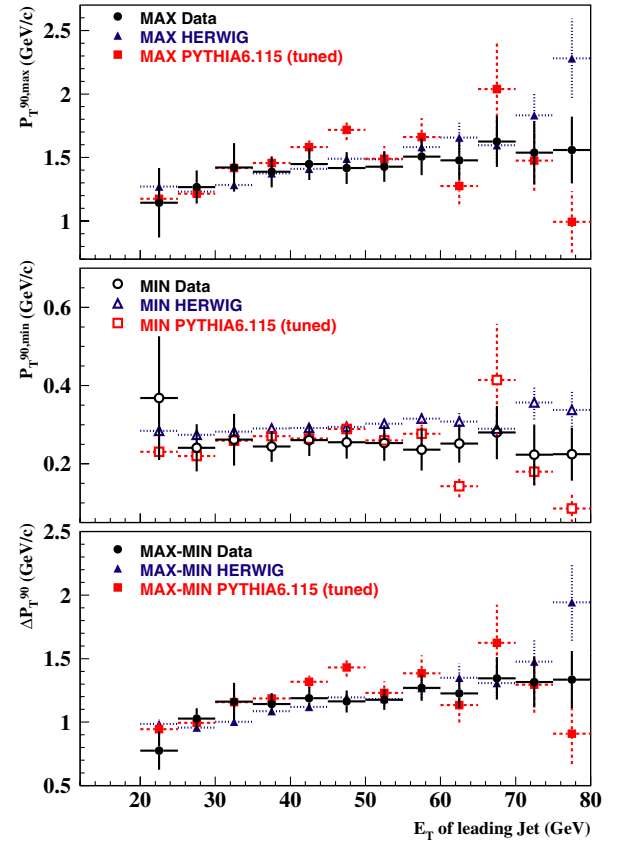 P_T^90,max (GeV/c)
2.5
2
1.5
1
MAX Data
MAX HERWIG
MAX PYTHIA6.115 (tuned)
P_T^90,min (GeV/c)
0.6
0.4
0.2
MIN Data
MIN HERWIG
MIN PYTHIA6.115 (tuned)
ΔP_T^90 (GeV/c)
2.5
2
1.5
1
0.5
MAX-MIN Data
MAX-MIN HERWIG
MAX-MIN PYTHIA6.115 (tuned)
20 30 40 50 60 70 80
E_T of leading Jet (GeV)